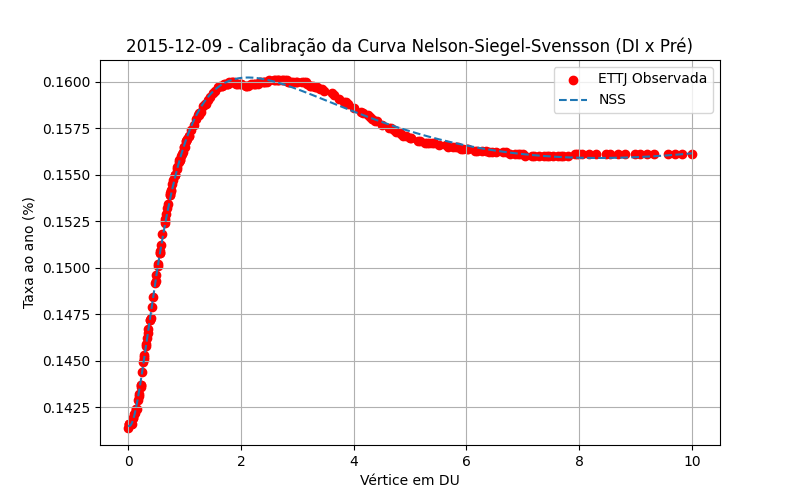 2015-12-09 - Calibração da Curva Nelson-Siegel-Svensson (DI x Pré)
ETTJ Observada
NSS
Taxa ao ano (%)
0.1600
0.1575
0.1550
0.1525
0.1500
0.1475
0.1450
0.1425
0 2 4 6 8 10
Vértice em DU